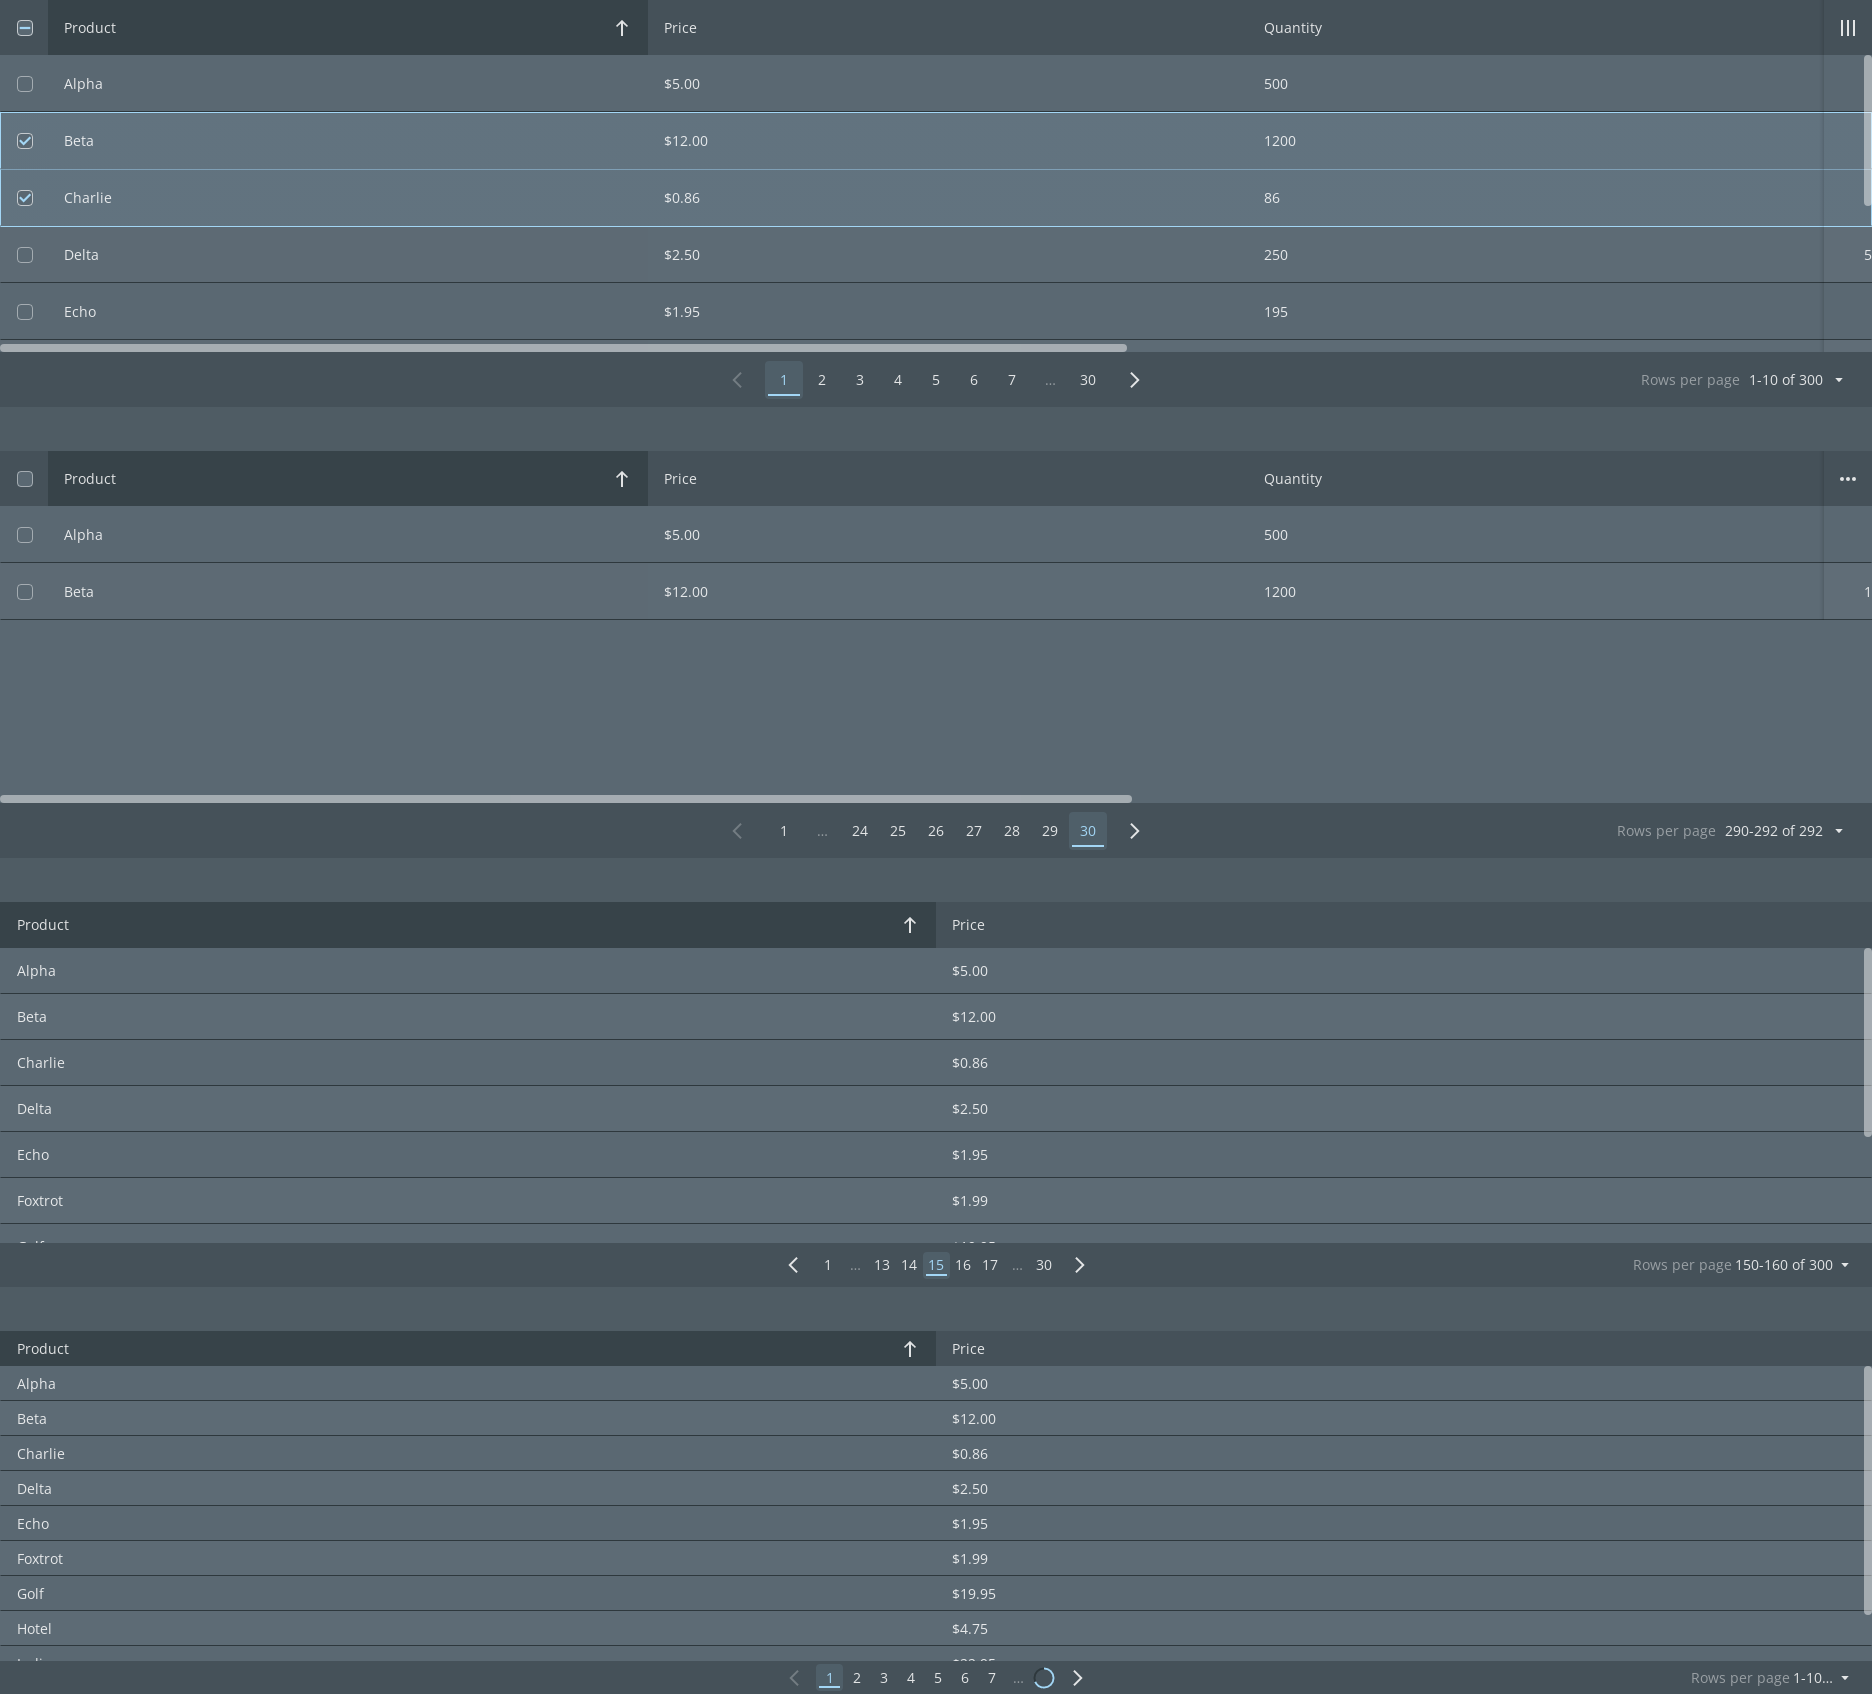 Product Price Quantity
Alpha $5.00 500
Beta $12.00 1200
Charlie $0.86 86
Delta $2.50 250 5
Echo $1.95 195
1 2 3 4 5 6 7 ... 30 Rows per page 1-10 of 300
Product Price Quantity
Alpha $5.00 500
Beta $12.00 1200 1
1 ... 24 25 26 27 28 29 30 Rows per page 290-292 of 292
Product Price
Alpha $5.00
Beta $12.00
Charlie $0.86
Delta $2.50
Echo $1.95
Foxtrot $1.99
1 ... 13 14 15 16 17 ... 30 Rows per page 150-160 of 300
Product Price
Alpha $5.00
Beta $12.00
Charlie $0.86
Delta $2.50
Echo $1.95
Foxtrot $1.99
Golf $19.95
Hotel $4.75
1 2 3 4 5 6 7 ... Rows per page 1-10...